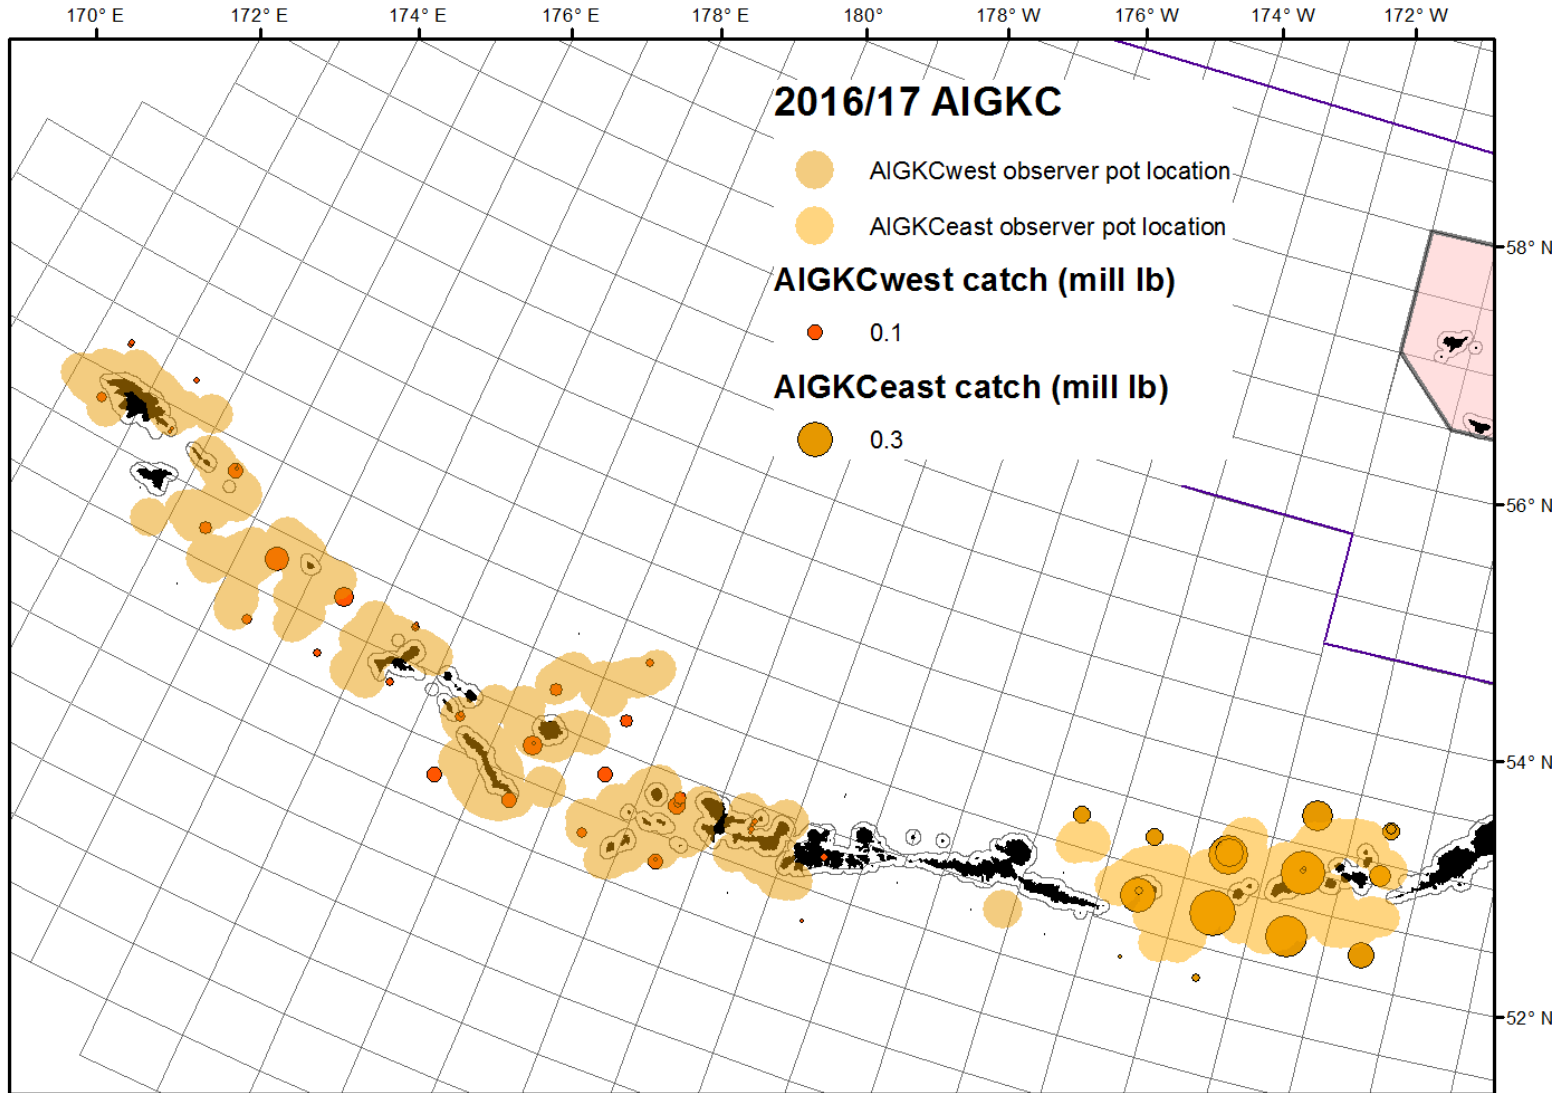 170° E 172° E 174° E 176° E 178° E 180° 178° W 176° W 174° W 172° W
2016/17 AIGKC
AIGKCwest observer pot location
AIGKCeast observer pot location
AIGKCwest catch (mill lb)
0.1
AIGKCeast catch (mill lb)
0.3
58° N
56° N
54° N
52° N